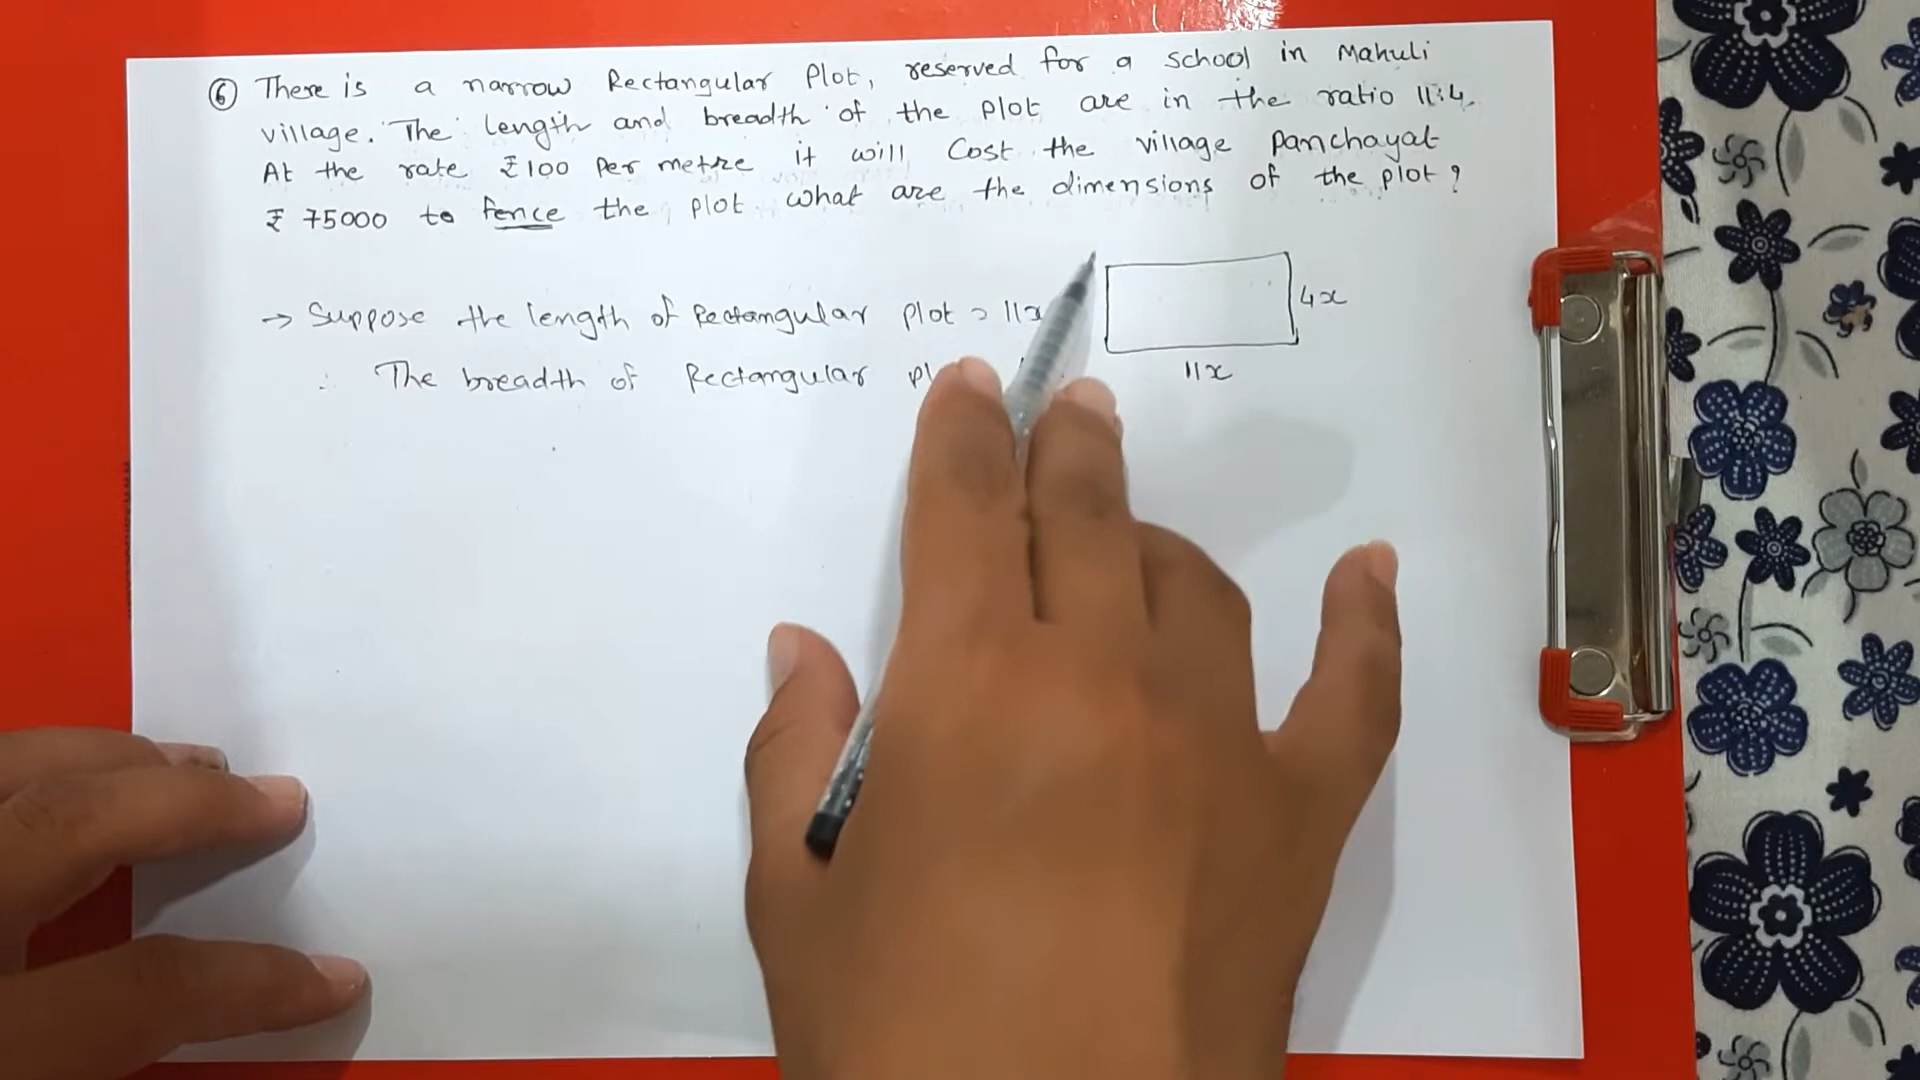 ⑥ There is a narrow Rectangular Plot, reserved for a school in Mahuli
village. The length and breadth of the plot are in the ratio 11:4.
At the rate ₹100 Per metre it will Cost the village panchayat
₹ 75000 to fence the plot. what are the dimensions of the plot?
→ Suppose the length of Rectangular plot = 11x
4x
∴ The breadth of Rectangular
11x